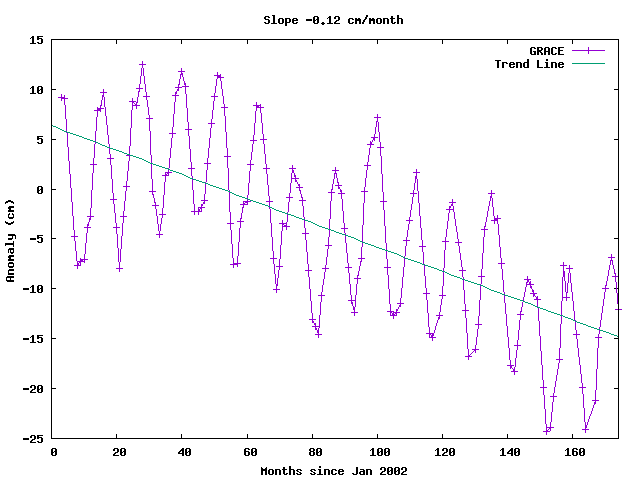 Slope -0.12 cm/month
GRACE
Trend Line
15
10
5
0
-5
-10
-15
-20
-25
Anomaly (cm)
0 20 40 60 80 100 120 140 160
Months since Jan 2002